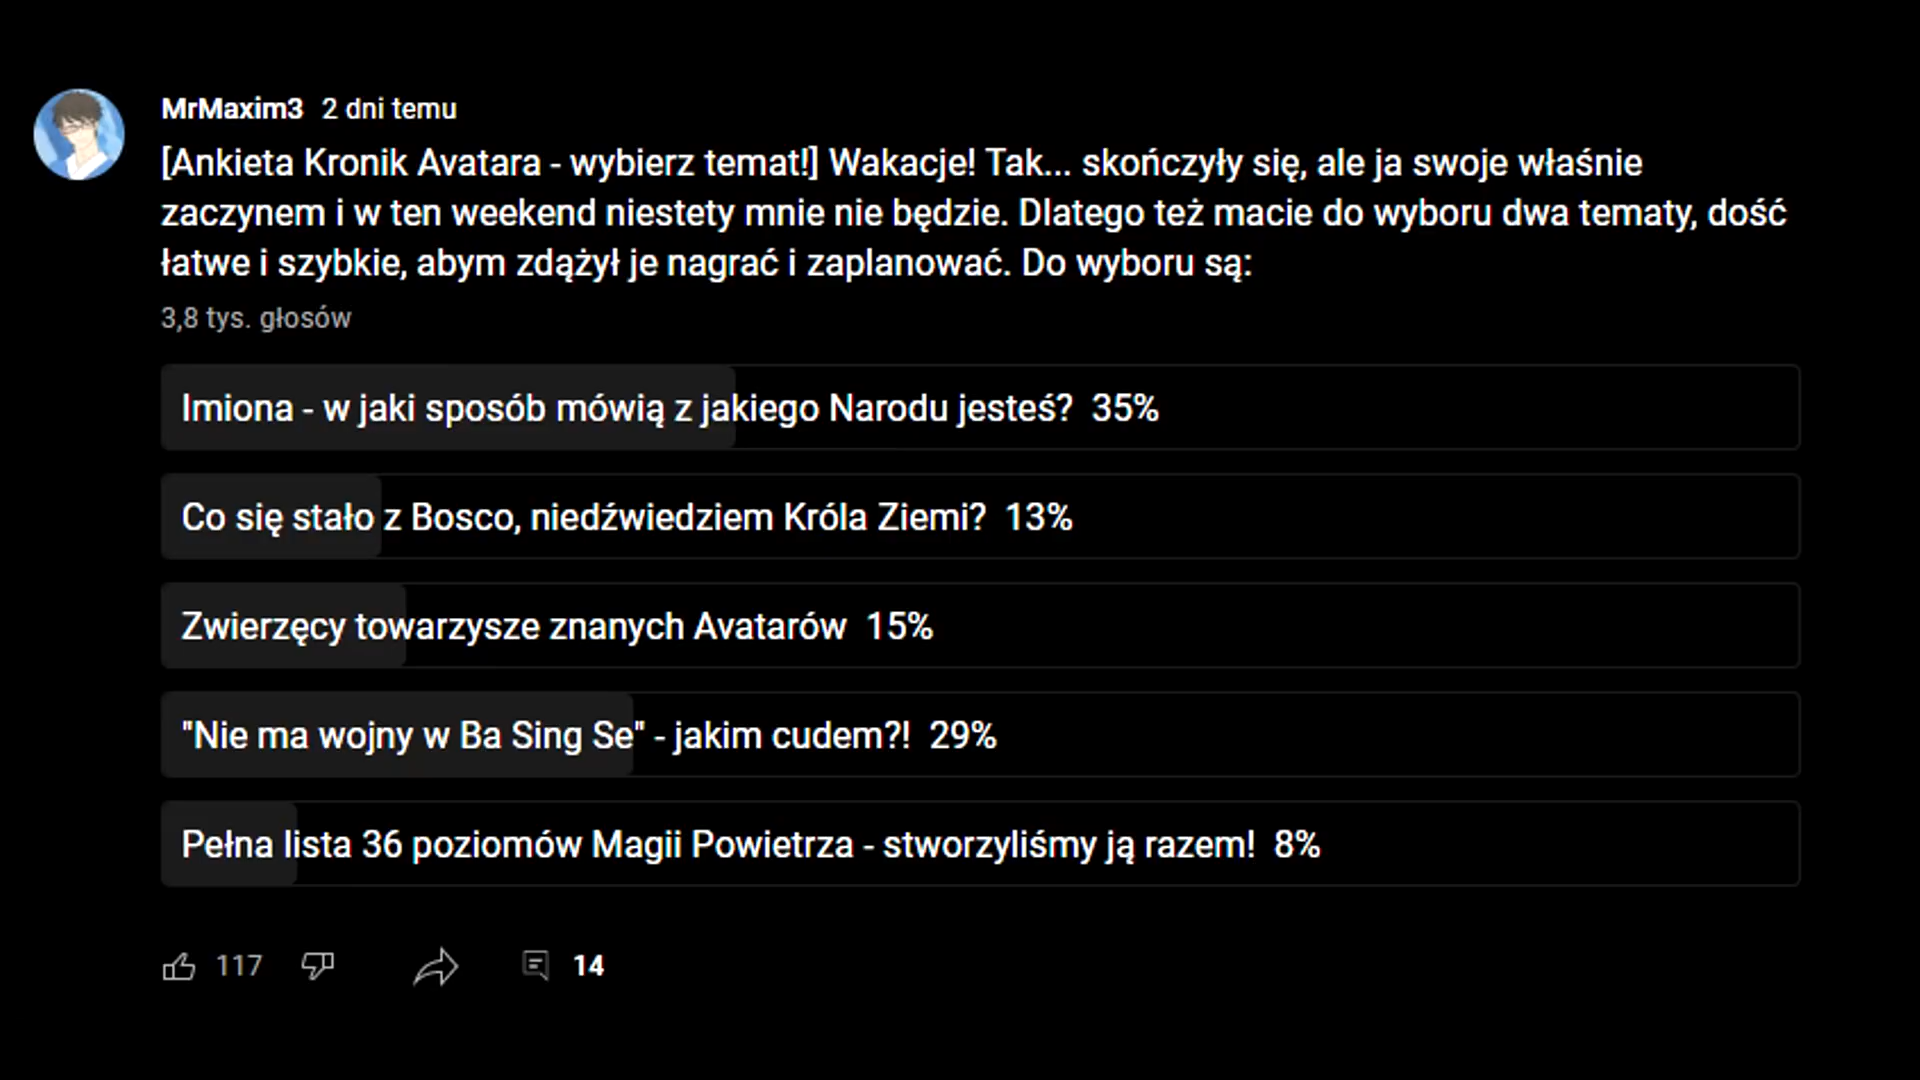 MrMaxim3 2 dni temu
[Ankieta Kronik Avatara - wybierz temat!] Wakacje! Tak... skończyły się, ale ja swoje właśnie
zaczynem i w ten weekend niestety mnie nie będzie. Dlatego też macie do wyboru dwa tematy, dość
łatwe i szybkie, abym zdążył je nagrać i zaplanować. Do wyboru są:
3,8 tys. głosów
Imiona - w jaki sposób mówią z jakiego Narodu jesteś? 35%
Co się stało z Bosco, niedźwiedziem Króla Ziemi? 13%
Zwierzęcy towarzysze znanych Avatarów 15%
"Nie ma wojny w Ba Sing Se" - jakim cudem?! 29%
Pełna lista 36 poziomów Magii Powietrza - stworzyliśmy ją razem! 8%
117 14